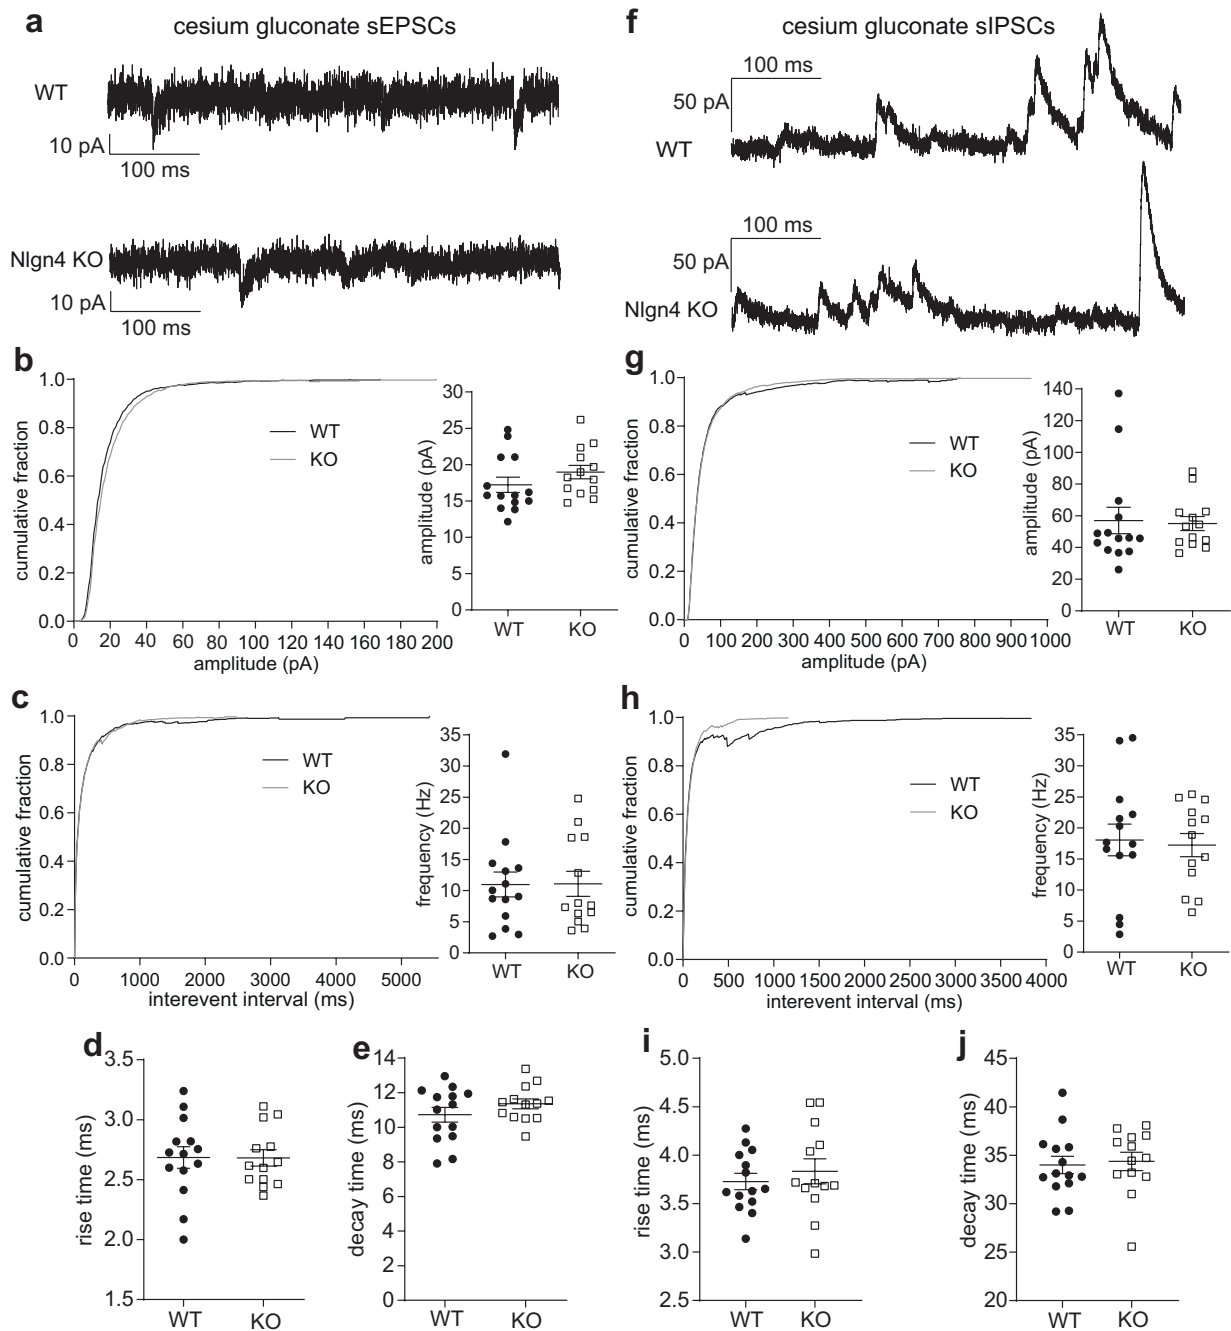 a
cesium gluconate sEPSCs
WT
10 pA
100 ms
Nlgn4 KO
10 pA
100 ms
f
cesium gluconate sIPSCs
100 ms
50 pA
WT
100 ms
50 pA
Nlgn4 KO
b
cumulative fraction
1.0
0.8
0.6
0.4
0.2
0.0
0 20 40 60 80 100 120 140 160 180 200
amplitude (pA)
WT
KO
amplitude (pA)
30
25
20
15
10
5
0
WT KO
g
cumulative fraction
1.0
0.8
0.6
0.4
0.2
0.0
0 100 200 300 400 500 600 700 800 900 1000
amplitude (pA)
WT
KO
amplitude (pA)
140
120
100
80
60
40
20
0
WT KO
c
cumulative fraction
1.0
0.8
0.6
0.4
0.2
0.0
0 1000 2000 3000 4000 5000
interevent interval (ms)
WT
KO
frequency (Hz)
35
30
25
20
15
10
5
0
WT KO
h
cumulative fraction
1.0
0.8
0.6
0.4
0.2
0.0
0 500 1000 1500 2000 2500 3000 3500 4000
interevent interval (ms)
WT
KO
frequency (Hz)
35
30
25
20
15
10
5
0
WT KO
d
rise time (ms)
3.5
3.0
2.5
2.0
1.5
WT KO
e
decay time (ms)
14
12
10
8
6
4
2
0
WT KO
i
rise time (ms)
5.0
4.5
4.0
3.5
3.0
2.5
WT KO
j
decay time (ms)
45
40
35
30
25
20
WT KO